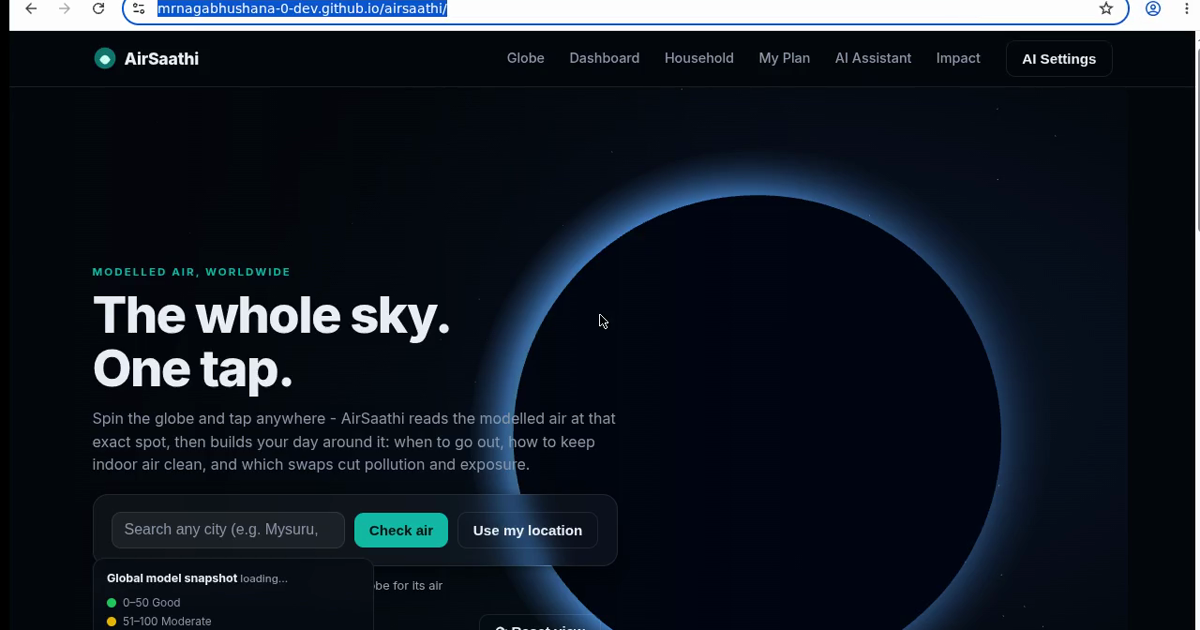 mrnagabhushana-0-dev.github.io/airsaathi/
AirSaathi
Globe Dashboard Household My Plan AI Assistant Impact AI Settings
MODELLED AIR, WORLDWIDE
The whole sky.
One tap.
Spin the globe and tap anywhere - AirSaathi reads the modelled air at that
exact spot, then builds your day around it: when to go out, how to keep
indoor air clean, and which swaps cut pollution and exposure.
Search any city (e.g. Mysuru, Check air Use my location
Global model snapshot loading...
for its air
0–50 Good
51–100 Moderate
Reset view